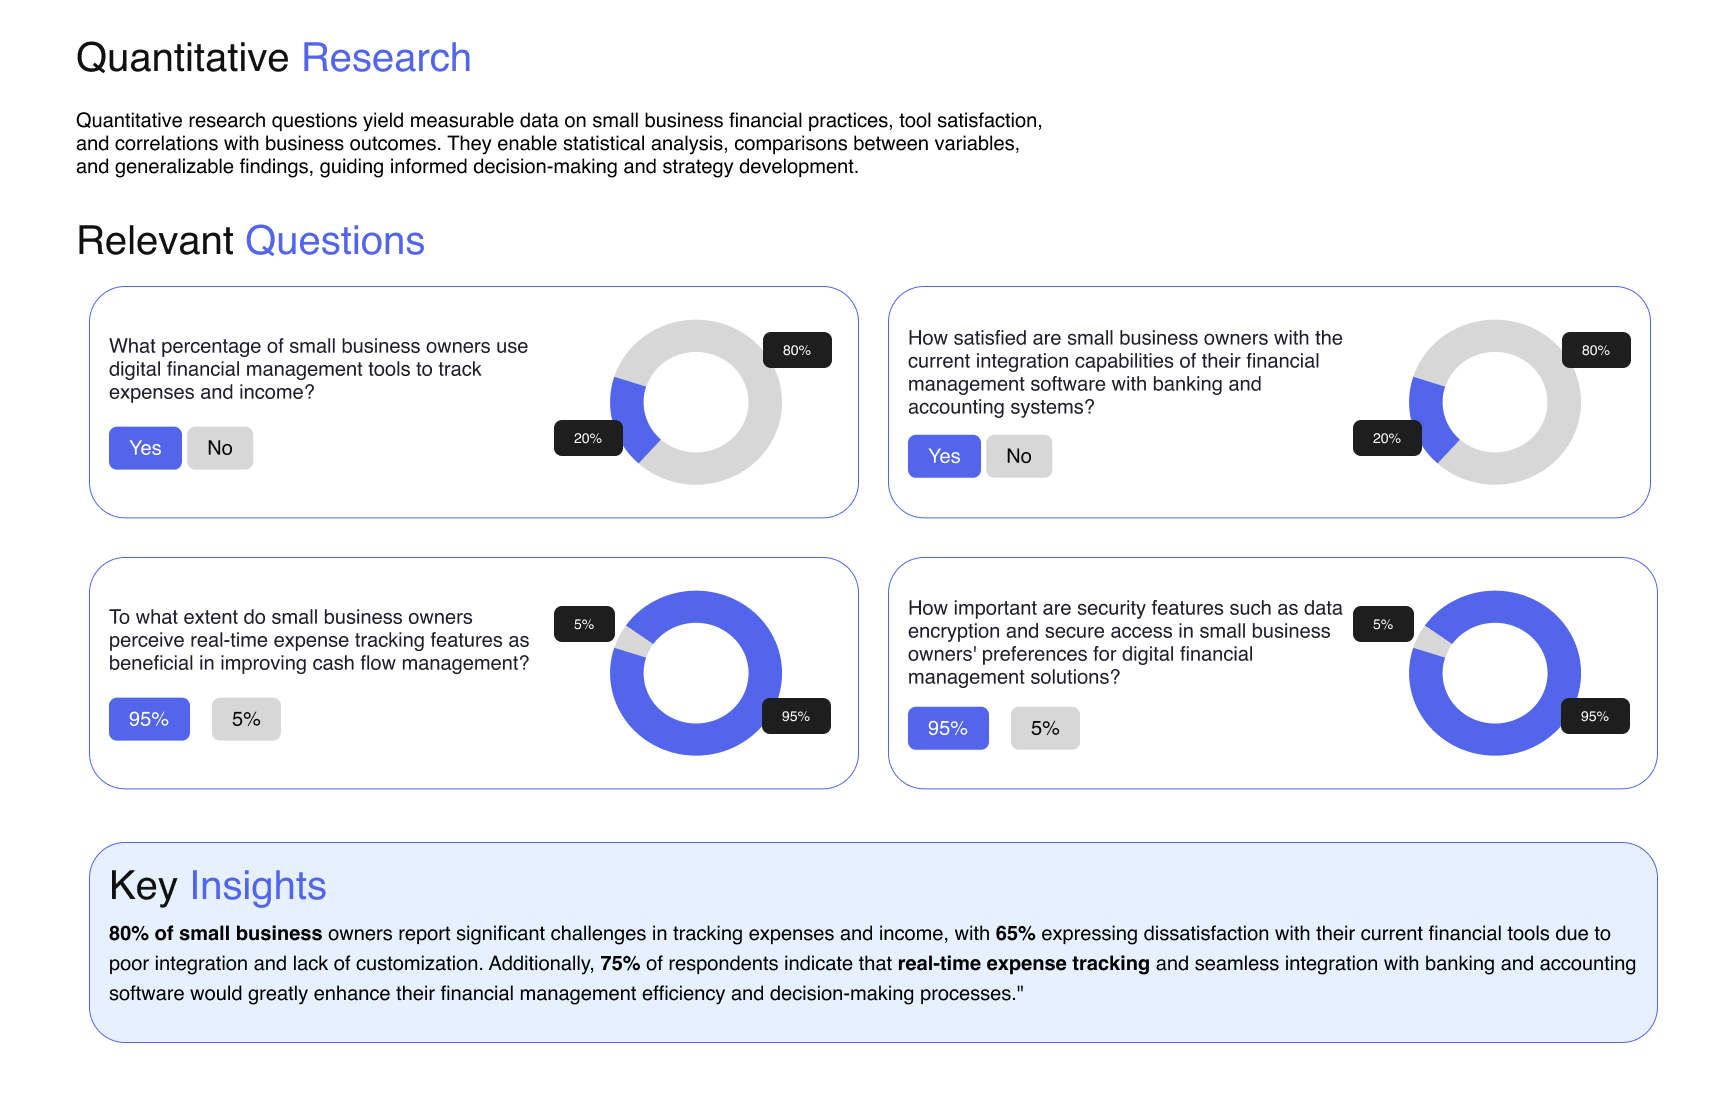 Quantitative Research
Quantitative research questions yield measurable data on small business financial practices, tool satisfaction,
and correlations with business outcomes. They enable statistical analysis, comparisons between variables,
and generalizable findings, guiding informed decision-making and strategy development.
Relevant Questions
What percentage of small business owners use
digital financial management tools to track
expenses and income?
Yes No
80%
20%
How satisfied are small business owners with the
current integration capabilities of their financial
management software with banking and
accounting systems?
Yes No
80%
20%
To what extent do small business owners
perceive real-time expense tracking features as
beneficial in improving cash flow management?
95% 5%
5%
95%
How important are security features such as data
encryption and secure access in small business
owners' preferences for digital financial
management solutions?
95% 5%
5%
95%
Key Insights
80% of small business owners report significant challenges in tracking expenses and income, with 65% expressing dissatisfaction with their current financial tools due to
poor integration and lack of customization. Additionally, 75% of respondents indicate that real-time expense tracking and seamless integration with banking and accounting
software would greatly enhance their financial management efficiency and decision-making processes."